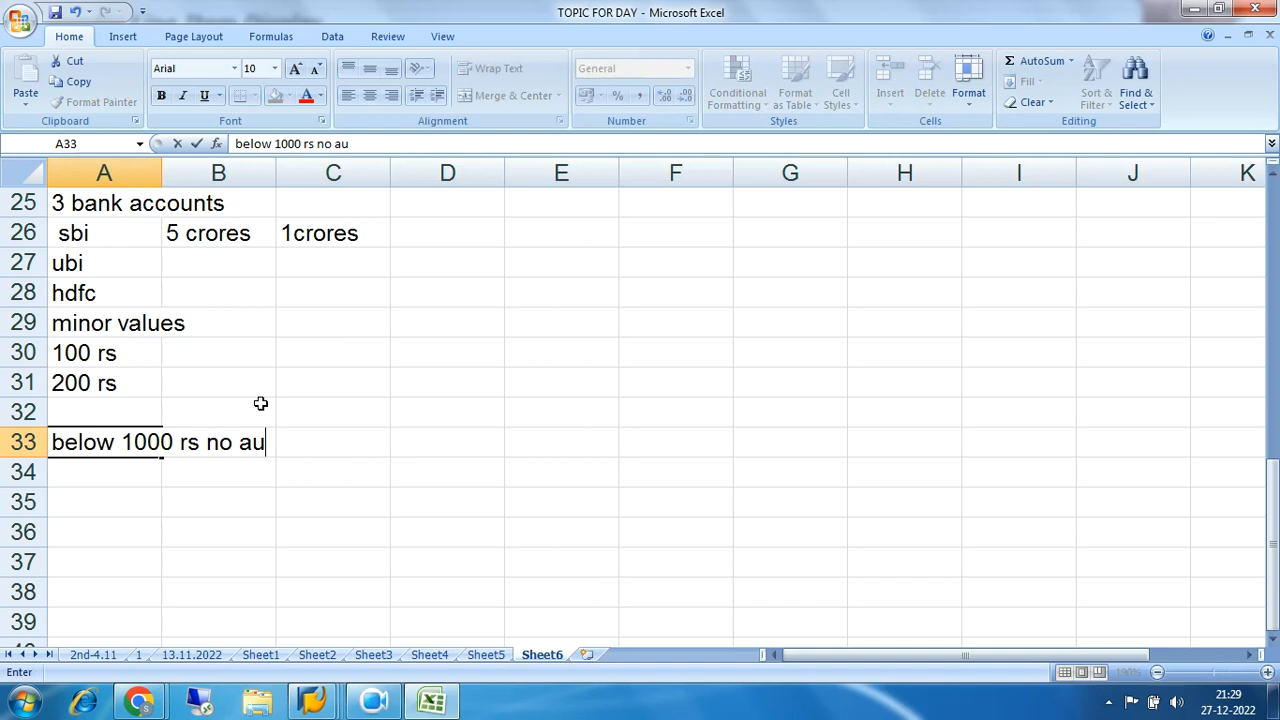 TOPIC FOR DAY - Microsoft Excel
Home Insert Page Layout Formulas Data Review View
Paste
Cut
Copy
Format Painter
Clipboard
Arial 10
B I U
Font
Wrap Text
Merge & Center
Alignment
General
Number
Conditional Formatting
Format as Table
Cell Styles
Styles
Insert Delete Format
Cells
Σ AutoSum
Fill
Clear
Sort & Filter
Find & Select
Editing
A33 fx below 1000 rs no au
A B C D E F G H I J K
25 3 bank accounts
26 sbi 5 crores 1crores
27 ubi
28 hdfc
29 minor values
30 100 rs
31 200 rs
32
33 below 1000 rs no au
34
35
36
37
38
39
2nd-4.11 1 13.11.2022 Sheet1 Sheet2 Sheet3 Sheet4 Sheet5 Sheet6
Enter 190%
21:29
27-12-2022